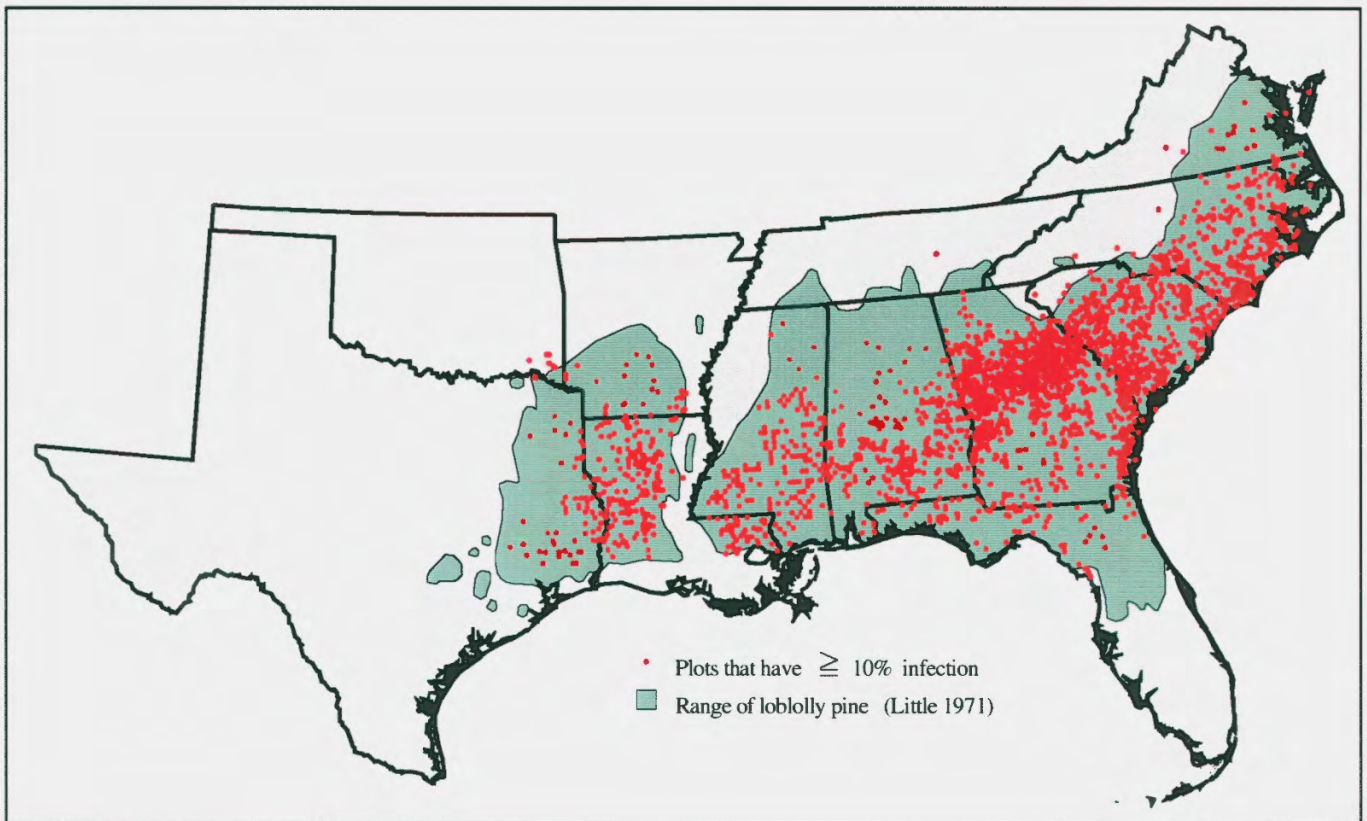 Plots that have ≧ 10% infection
Range of loblolly pine (Little 1971)